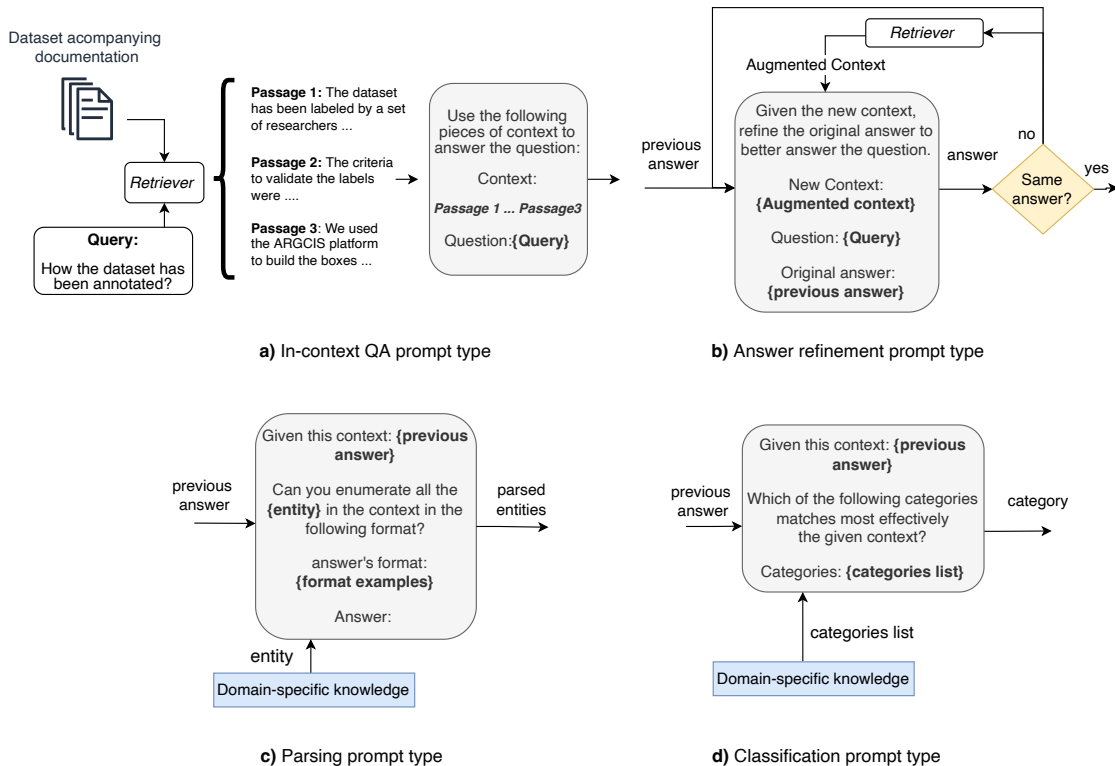 Dataset acompanying
documentation
Retriever
Query:
How the dataset has
been annotated?
Passage 1: The dataset
has been labeled by a set
of researchers ...
Passage 2: The criteria
to validate the labels
were ....
Passage 3: We used
the ARGCIS platform
to build the boxes ...
Use the following
pieces of context to
answer the question:
Context:
Passage 1 ... Passage3
Question:{Query}
a) In-context QA prompt type
Retriever
Augmented Context
previous
answer
Given the new context,
refine the original answer to
better answer the question.
New Context:
{Augmented context}
Question: {Query}
Original answer:
{previous answer}
answer
no
Same
answer?
yes
b) Answer refinement prompt type
previous
answer
Given this context: {previous
answer}
Can you enumerate all the
{entity} in the context in the
following format?
answer's format:
{format examples}
Answer:
parsed
entities
entity
Domain-specific knowledge
c) Parsing prompt type
previous
answer
Given this context: {previous
answer}
Which of the following categories
matches most effectively
the given context?
Categories: {categories list}
category
categories list
Domain-specific knowledge
d) Classification prompt type